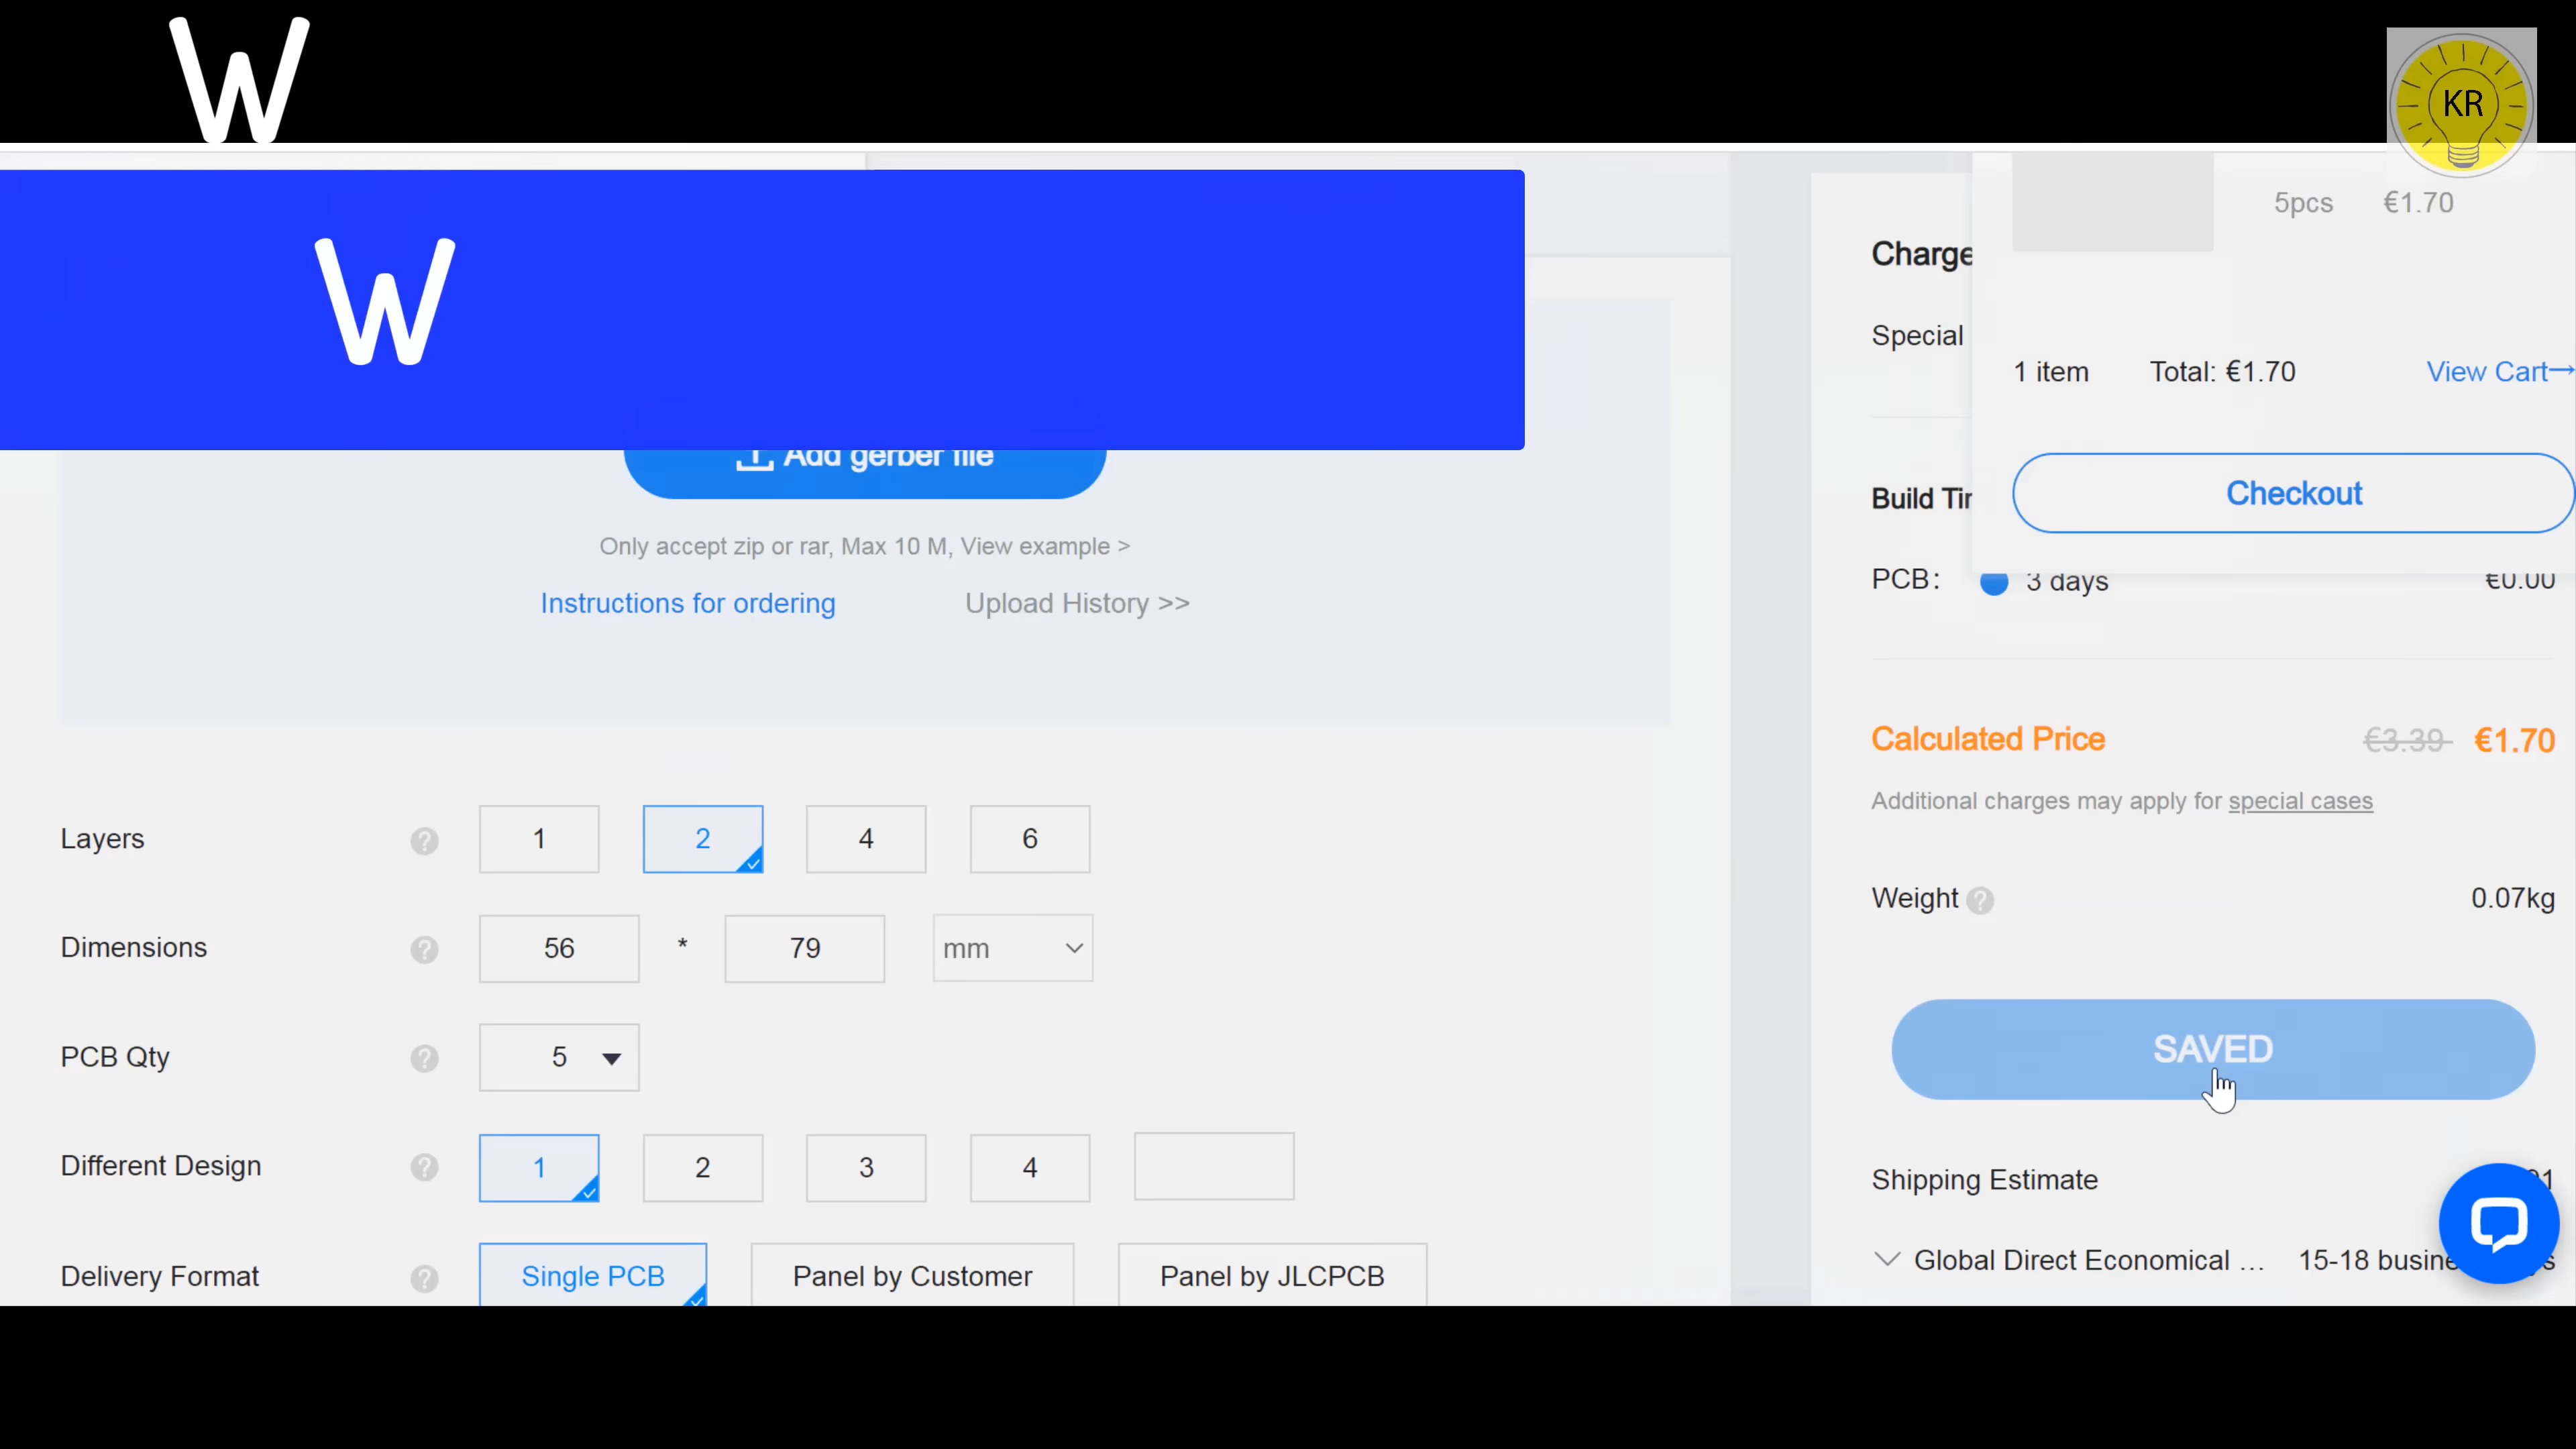 W
KR
W
5pcs €1.70
Charge
Special
1 item Total: €1.70 View Cart→
Add gerber file
Checkout
Build
Only accept zip or rar, Max 10 M, View example >
PCB: 3 days €0.00
Instructions for ordering Upload History >>
Calculated Price €3.39 €1.70
Additional charges may apply for special cases
Layers ? 1 2 4 6
Weight ? 0.07kg
Dimensions ? 56 * 79 mm
PCB Qty ? 5
SAVED
Different Design ? 1 2 3 4
Shipping Estimate
Delivery Format ? Single PCB Panel by Customer Panel by JLCPCB
Global Direct Economical ... 15-18